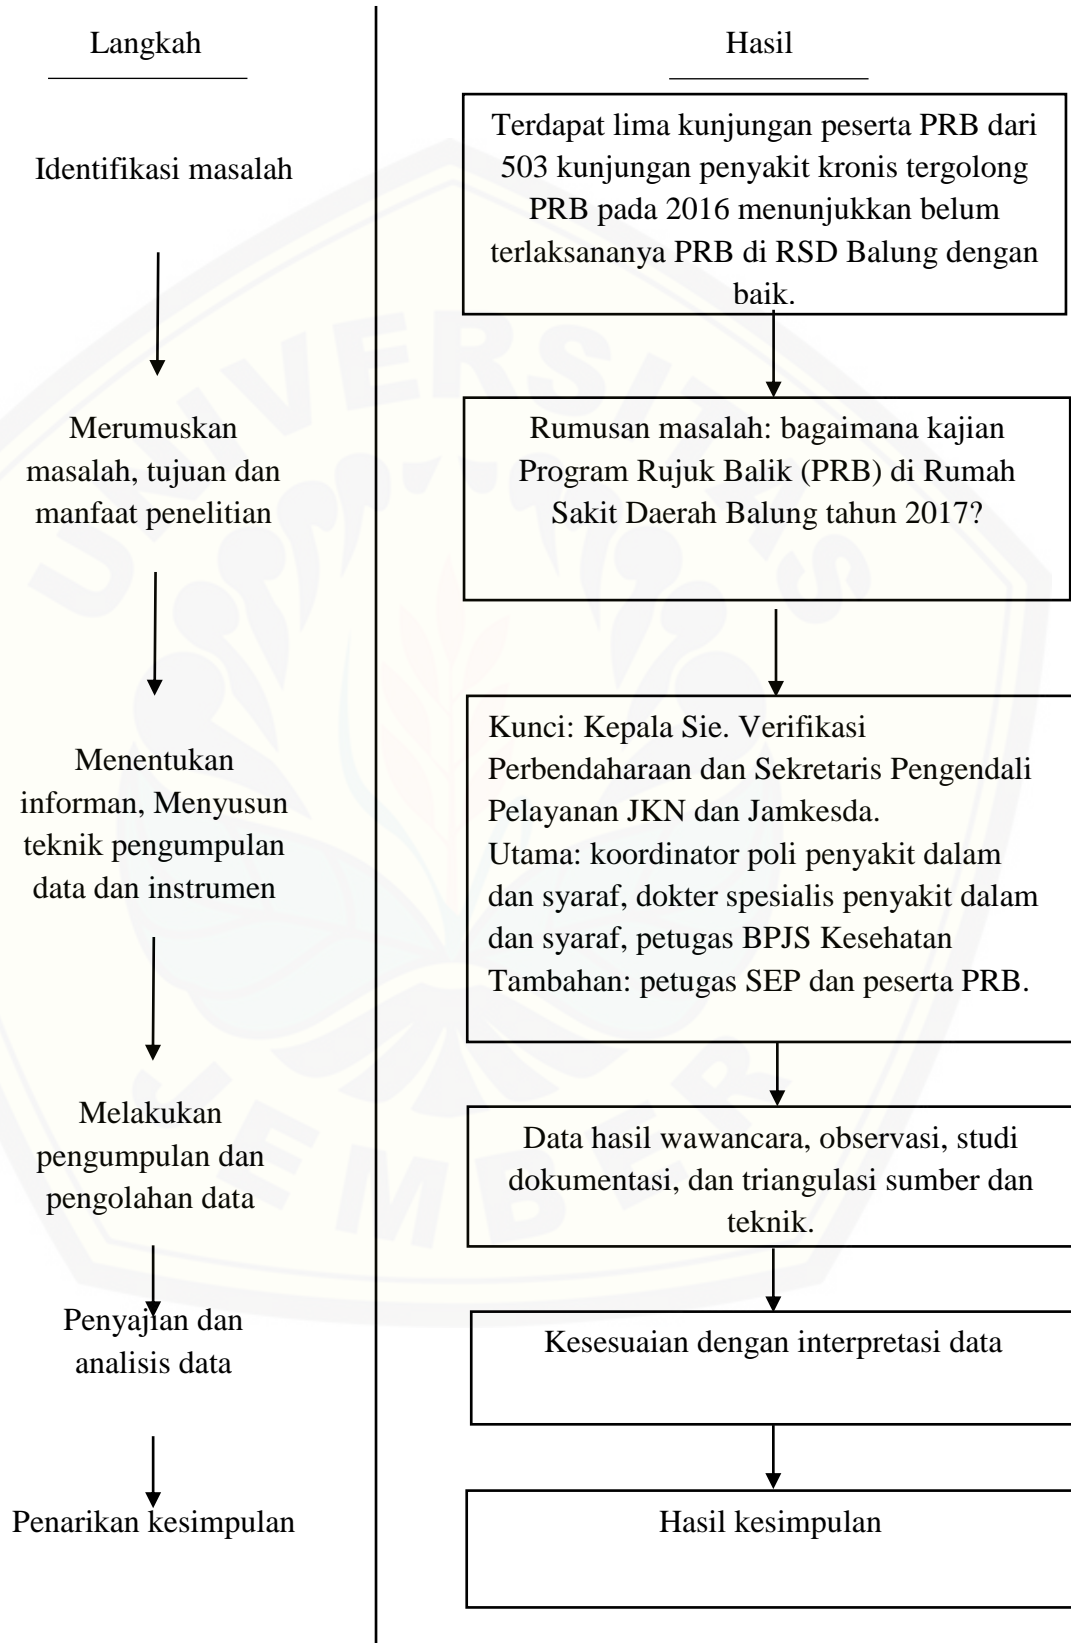 Langkah
Hasil
Identifikasi masalah
Terdapat lima kunjungan peserta PRB dari
503 kunjungan penyakit kronis tergolong
PRB pada 2016 menunjukkan belum
terlaksananya PRB di RSD Balung dengan
baik.
Merumuskan
masalah, tujuan dan
manfaat penelitian
Rumusan masalah: bagaimana kajian
Program Rujuk Balik (PRB) di Rumah
Sakit Daerah Balung tahun 2017?
Menentukan
informan, Menyusun
teknik pengumpulan
data dan instrumen
Kunci: Kepala Sie. Verifikasi
Perbendaharaan dan Sekretaris Pengendali
Pelayanan JKN dan Jamkesda.
Utama: koordinator poli penyakit dalam
dan syaraf, dokter spesialis penyakit dalam
dan syaraf, petugas BPJS Kesehatan
Tambahan: petugas SEP dan peserta PRB.
Melakukan
pengumpulan dan
pengolahan data
Data hasil wawancara, observasi, studi
dokumentasi, dan triangulasi sumber dan
teknik.
Penyajian dan
analisis data
Kesesuaian dengan interpretasi data
Penarikan kesimpulan
Hasil kesimpulan
UNIVERSITAS
JEMBER